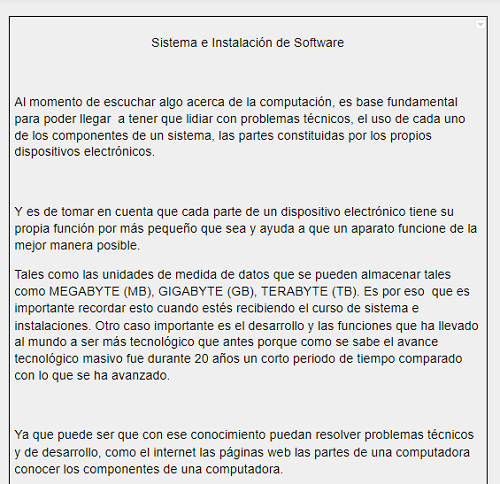 Sistema e Instalación de Software
Al momento de escuchar algo acerca de la computación, es base fundamental
para poder llegar  a tener que lidiar con problemas técnicos, el uso de cada uno
de los componentes de un sistema, las partes constituidas por los propios
dispositivos electrónicos.
Y es de tomar en cuenta que cada parte de un dispositivo electrónico tiene su
propia función por más pequeño que sea y ayuda a que un aparato funcione de la
mejor manera posible.
Tales como las unidades de medida de datos que se pueden almacenar tales
como MEGABYTE (MB), GIGABYTE (GB), TERABYTE (TB). Es por eso  que es
importante recordar esto cuando estés recibiendo el curso de sistema e
instalaciones. Otro caso importante es el desarrollo y las funciones que ha llevado
al mundo a ser más tecnológico que antes porque como se sabe el avance
tecnológico masivo fue durante 20 años un corto periodo de tiempo comparado
con lo que se ha avanzado.
Ya que puede ser que con ese conocimiento puedan resolver problemas técnicos
y de desarrollo, como el internet las páginas web las partes de una computadora
conocer los componentes de una computadora.